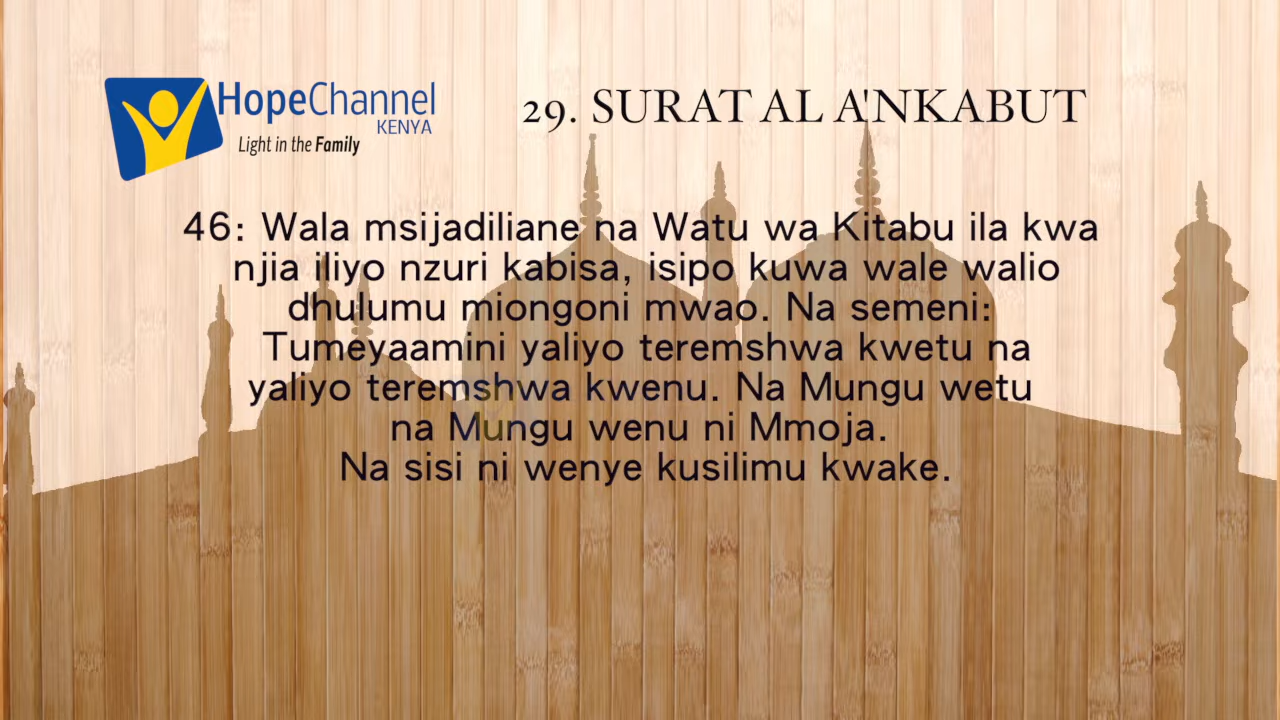 HopeChannel
KENYA
Light in the Family
29. SURAT AL A'NKABUT
46: Wala msijadiliane na Watu wa Kitabu ila kwa
njia iliyo nzuri kabisa, isipo kuwa wale walio
dhulumu miongoni mwao. Na semeni:
Tumeyaamini yaliyo teremshwa kwetu na
yaliyo teremshwa kwenu. Na Mungu wetu
na Mungu wenu ni Mmoja.
Na sisi ni wenye kusilimu kwake.